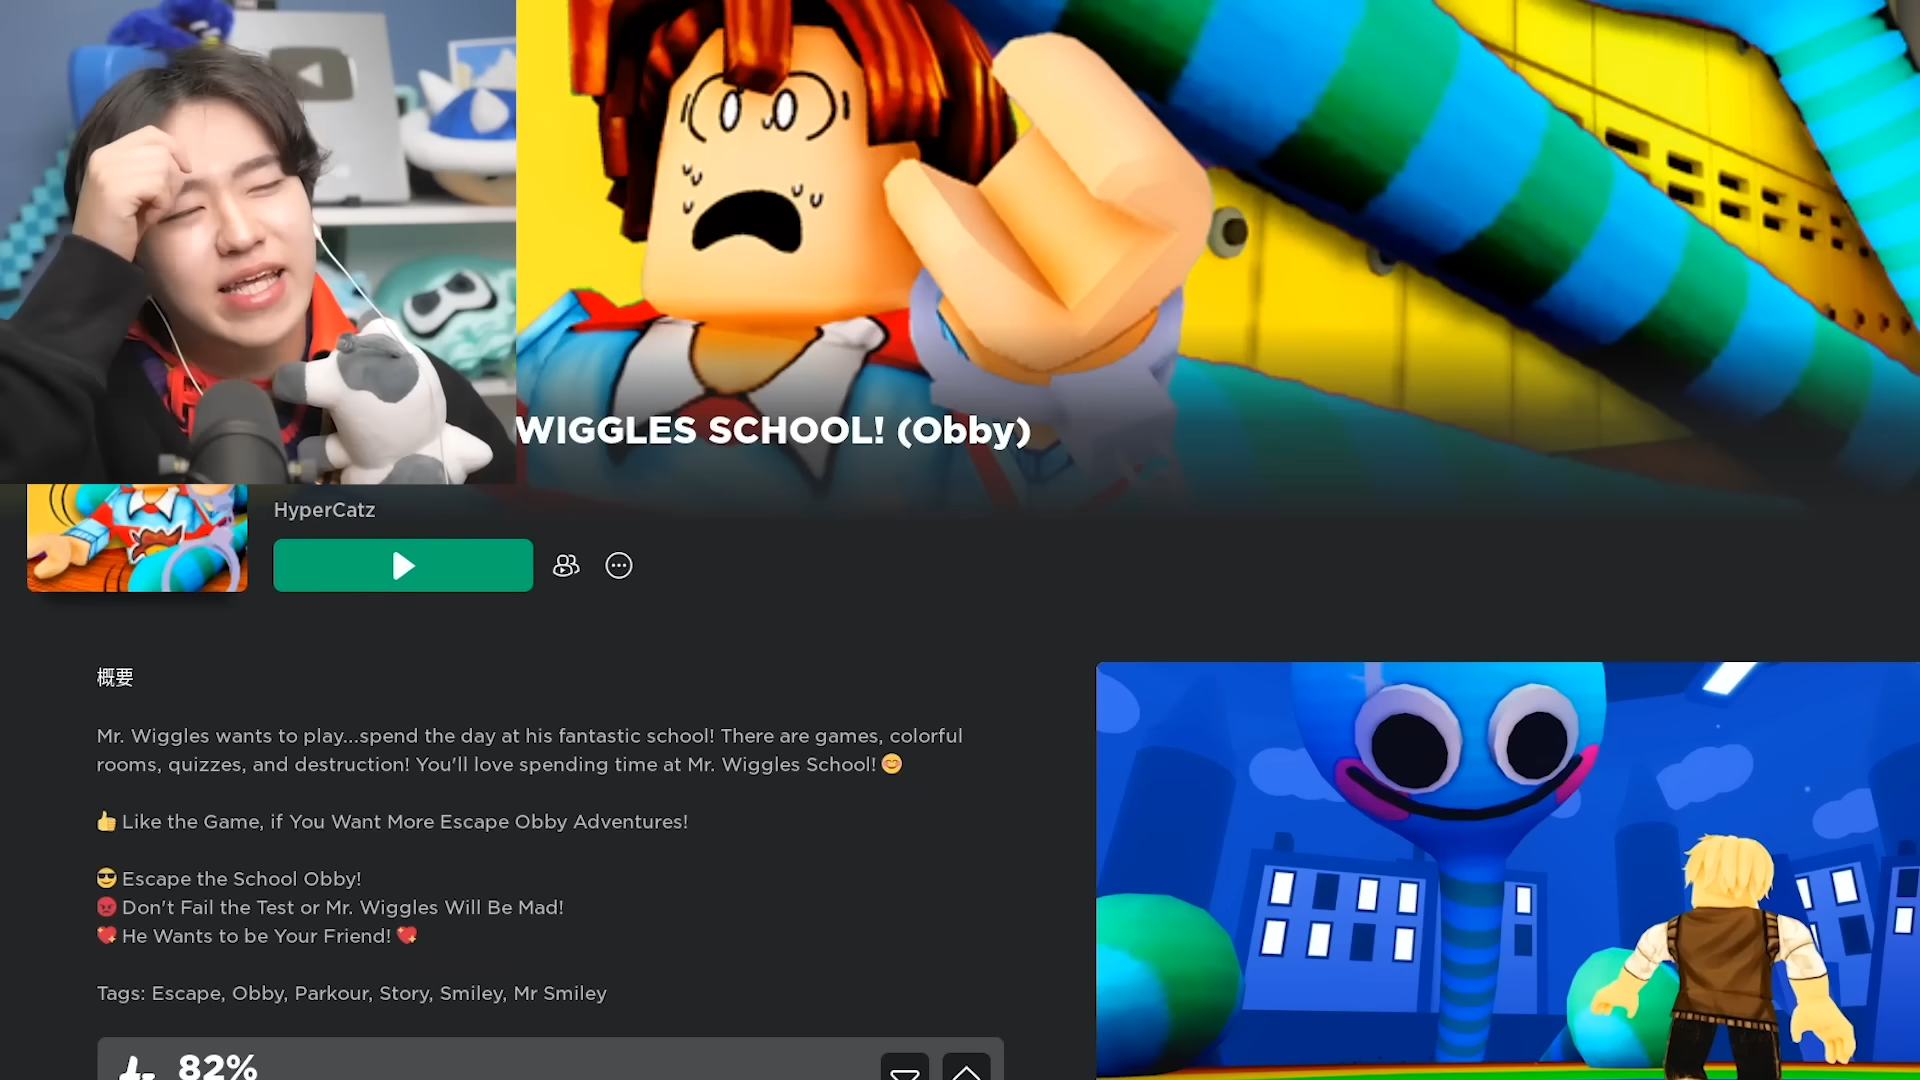 WIGGLES SCHOOL! (Obby)
HyperCatz
概要
Mr. Wiggles wants to play...spend the day at his fantastic school! There are games, colorful
rooms, quizzes, and destruction! You'll love spending time at Mr. Wiggles School! 😊
👍 Like the Game, if You Want More Escape Obby Adventures!
😎 Escape the School Obby!
😡 Don't Fail the Test or Mr. Wiggles Will Be Mad!
💖 He Wants to be Your Friend! 💖
Tags: Escape, Obby, Parkour, Story, Smiley, Mr Smiley
82%